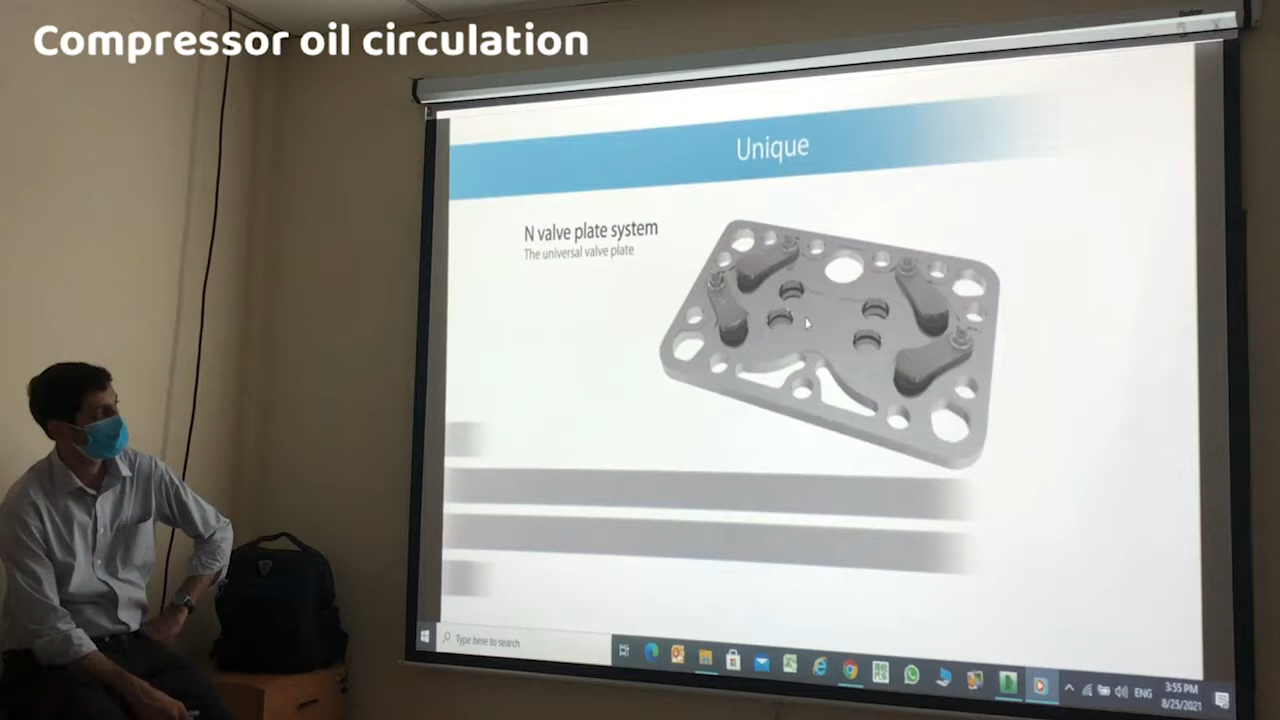 Compressor oil circulation
Unique
N valve plate system
The universal valve plate
Type here to search
ENG
3:55 PM
8/25/2021